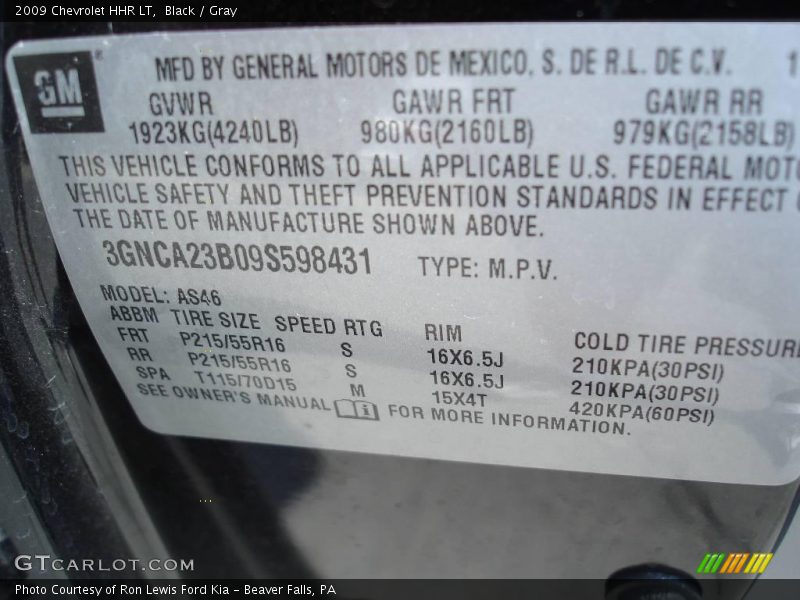 2009 Chevrolet HHR LT, Black / Gray
GM
MFD BY GENERAL MOTORS DE MEXICO, S. DE R.L. DE C.V.
GVWR GAWR FRT GAWR RR
1923KG(4240LB) 980KG(2160LB) 979KG(2158LB)
THIS VEHICLE CONFORMS TO ALL APPLICABLE U.S. FEDERAL
VEHICLE SAFETY AND THEFT PREVENTION STANDARDS IN EFFECT
THE DATE OF MANUFACTURE SHOWN ABOVE.
3GNCA23B09S598431 TYPE: M.P.V.
MODEL: AS46
ABBM TIRE SIZE SPEED RTG RIM COLD TIRE
FRT P215/55R16 S 16X6.5J 210KPA(30PSI)
RR P215/55R16 S 16X6.5J 210KPA(30PSI)
SPA T115/70D15 M 15X4T 420KPA(60PSI)
SEE OWNER'S MANUAL FOR MORE INFORMATION.
GTCARLOT.COM
Photo Courtesy of Ron Lewis Ford Kia - Beaver Falls, PA